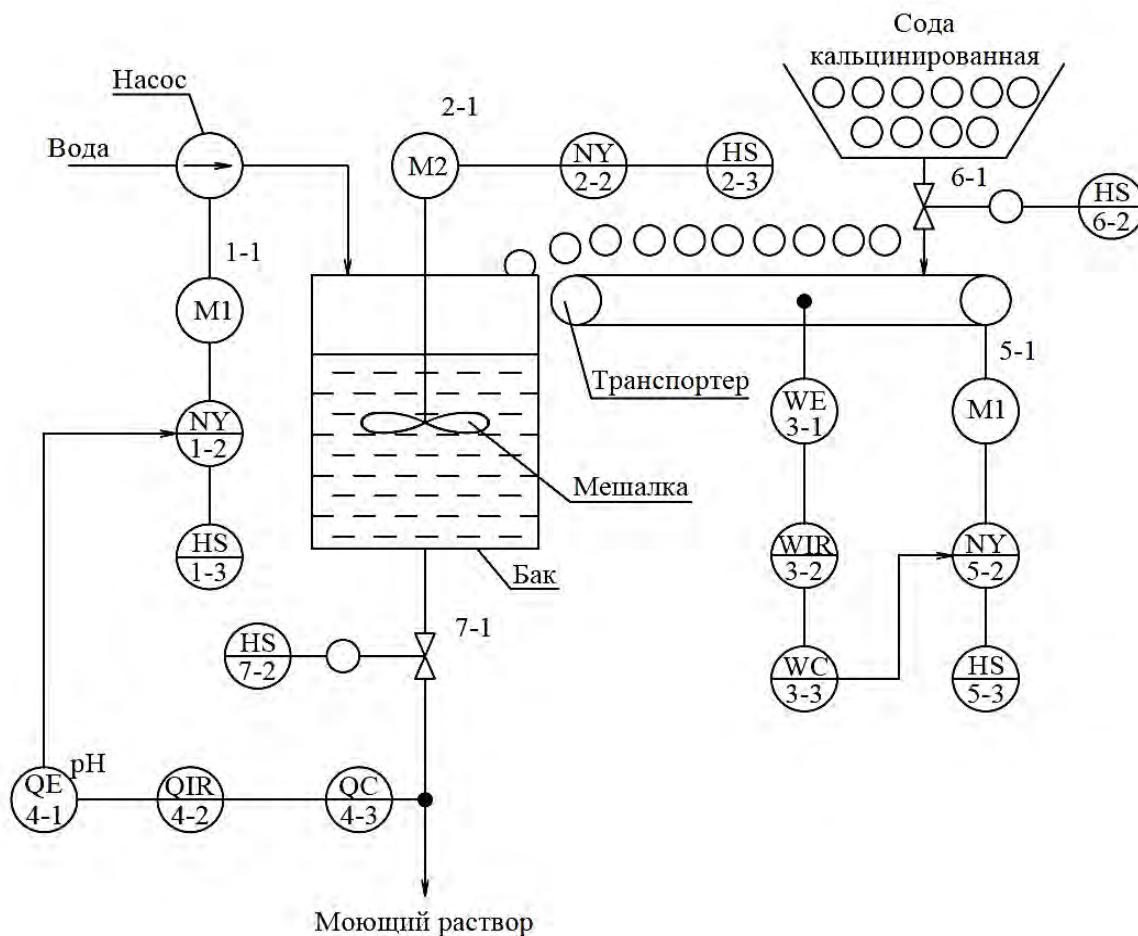 Сода
кальцинированная
Насос
Вода
2-1
M2
NY
2-2
HS
2-3
6-1
HS
6-2
1-1
M1
5-1
Транспортер
WE
3-1
M1
NY
1-2
Мешалка
HS
1-3
Бак
WIR
3-2
NY
5-2
7-1
HS
7-2
WC
3-3
HS
5-3
pH
QE
4-1
QIR
4-2
QC
4-3
Моющий раствор